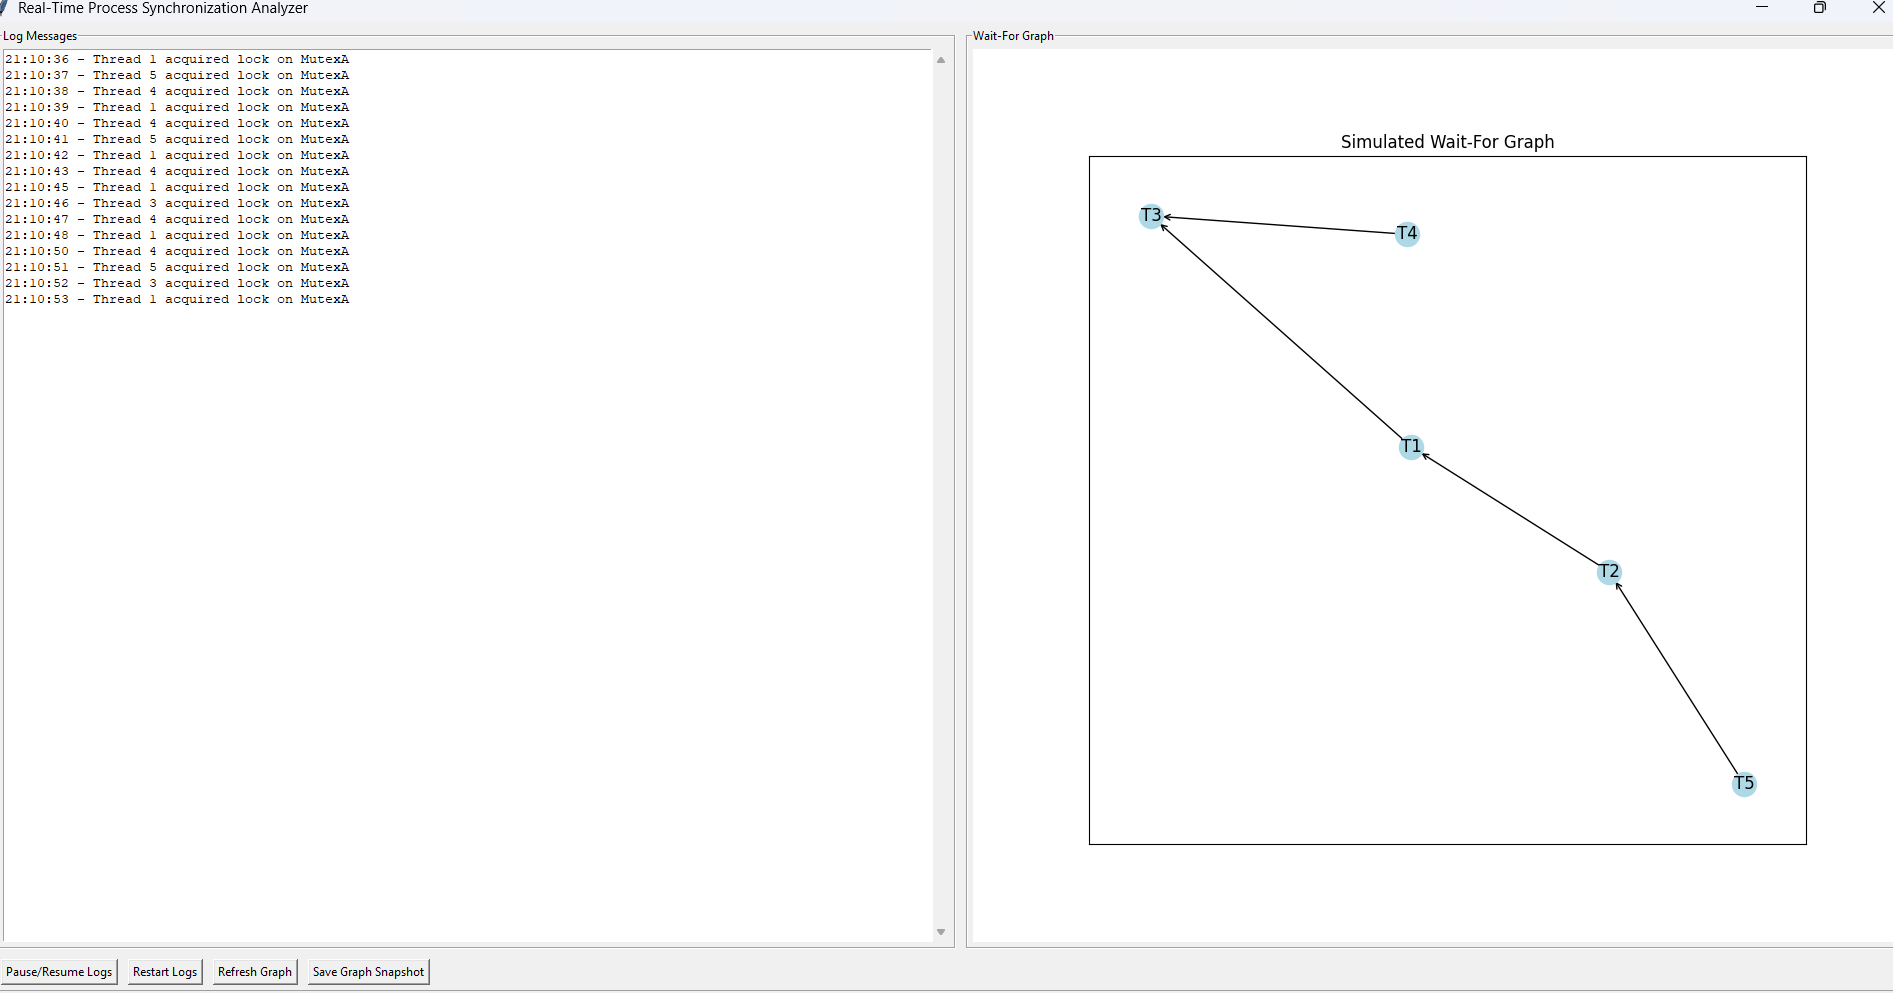 Real-Time Process Synchronization Analyzer
Log Messages
21:10:36 - Thread 1 acquired lock on MutexA
21:10:37 - Thread 5 acquired lock on MutexA
21:10:38 - Thread 4 acquired lock on MutexA
21:10:39 - Thread 1 acquired lock on MutexA
21:10:40 - Thread 4 acquired lock on MutexA
21:10:41 - Thread 5 acquired lock on MutexA
21:10:42 - Thread 1 acquired lock on MutexA
21:10:43 - Thread 4 acquired lock on MutexA
21:10:45 - Thread 1 acquired lock on MutexA
21:10:46 - Thread 3 acquired lock on MutexA
21:10:47 - Thread 4 acquired lock on MutexA
21:10:48 - Thread 1 acquired lock on MutexA
21:10:50 - Thread 4 acquired lock on MutexA
21:10:51 - Thread 5 acquired lock on MutexA
21:10:52 - Thread 3 acquired lock on MutexA
21:10:53 - Thread 1 acquired lock on MutexA
Wait-For Graph
Simulated Wait-For Graph
T3
T4
T1
T2
T5
Pause/Resume Logs
Restart Logs
Refresh Graph
Save Graph Snapshot